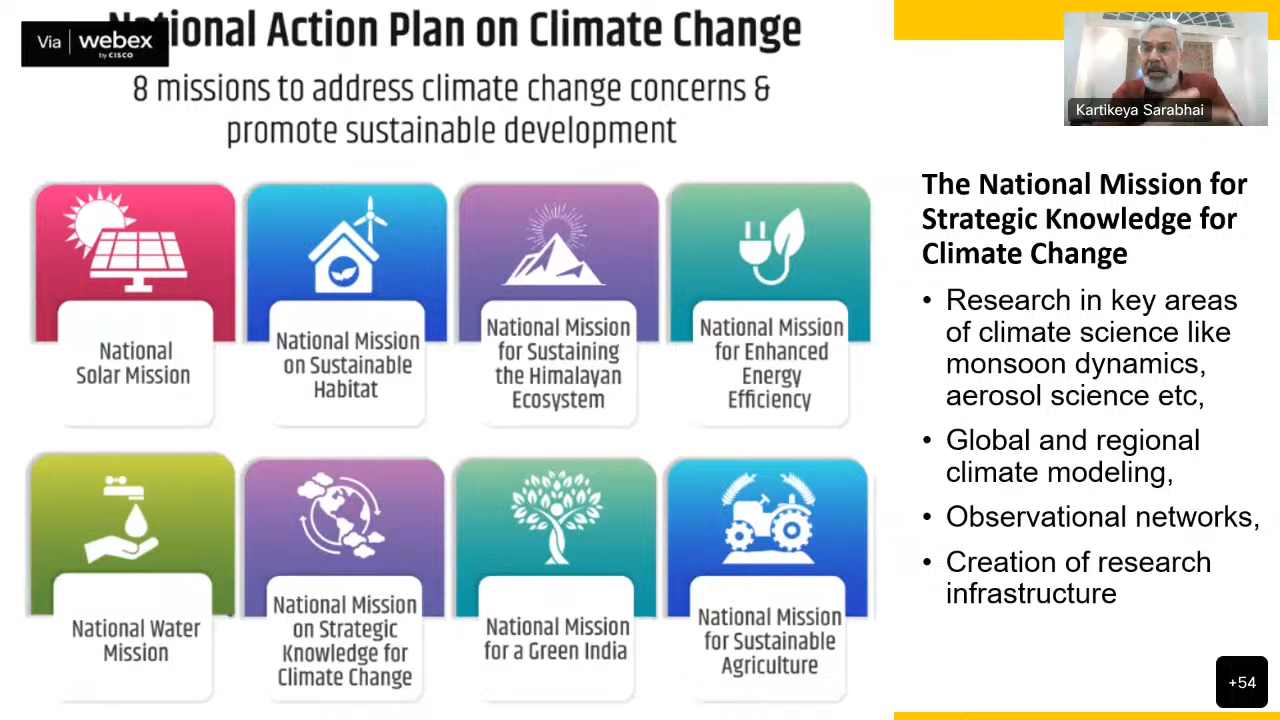 National Action Plan on Climate Change
Via webex
by CISCO
8 missions to address climate change concerns &
promote sustainable development
National
Solar Mission
National Mission
on Sustainable
Habitat
National Mission
for Sustaining
the Himalayan
Ecosystem
National Mission
for Enhanced
Energy
Efficiency
National Water
Mission
National Mission
on Strategic
Knowledge for
Climate Change
National Mission
for a Green India
National Mission
for Sustainable
Agriculture
Kartikeya Sarabhai
The National Mission for
Strategic Knowledge for
Climate Change
• Research in key areas
of climate science like
monsoon dynamics,
aerosol science etc,
• Global and regional
climate modeling,
• Observational networks,
• Creation of research
infrastructure
+54